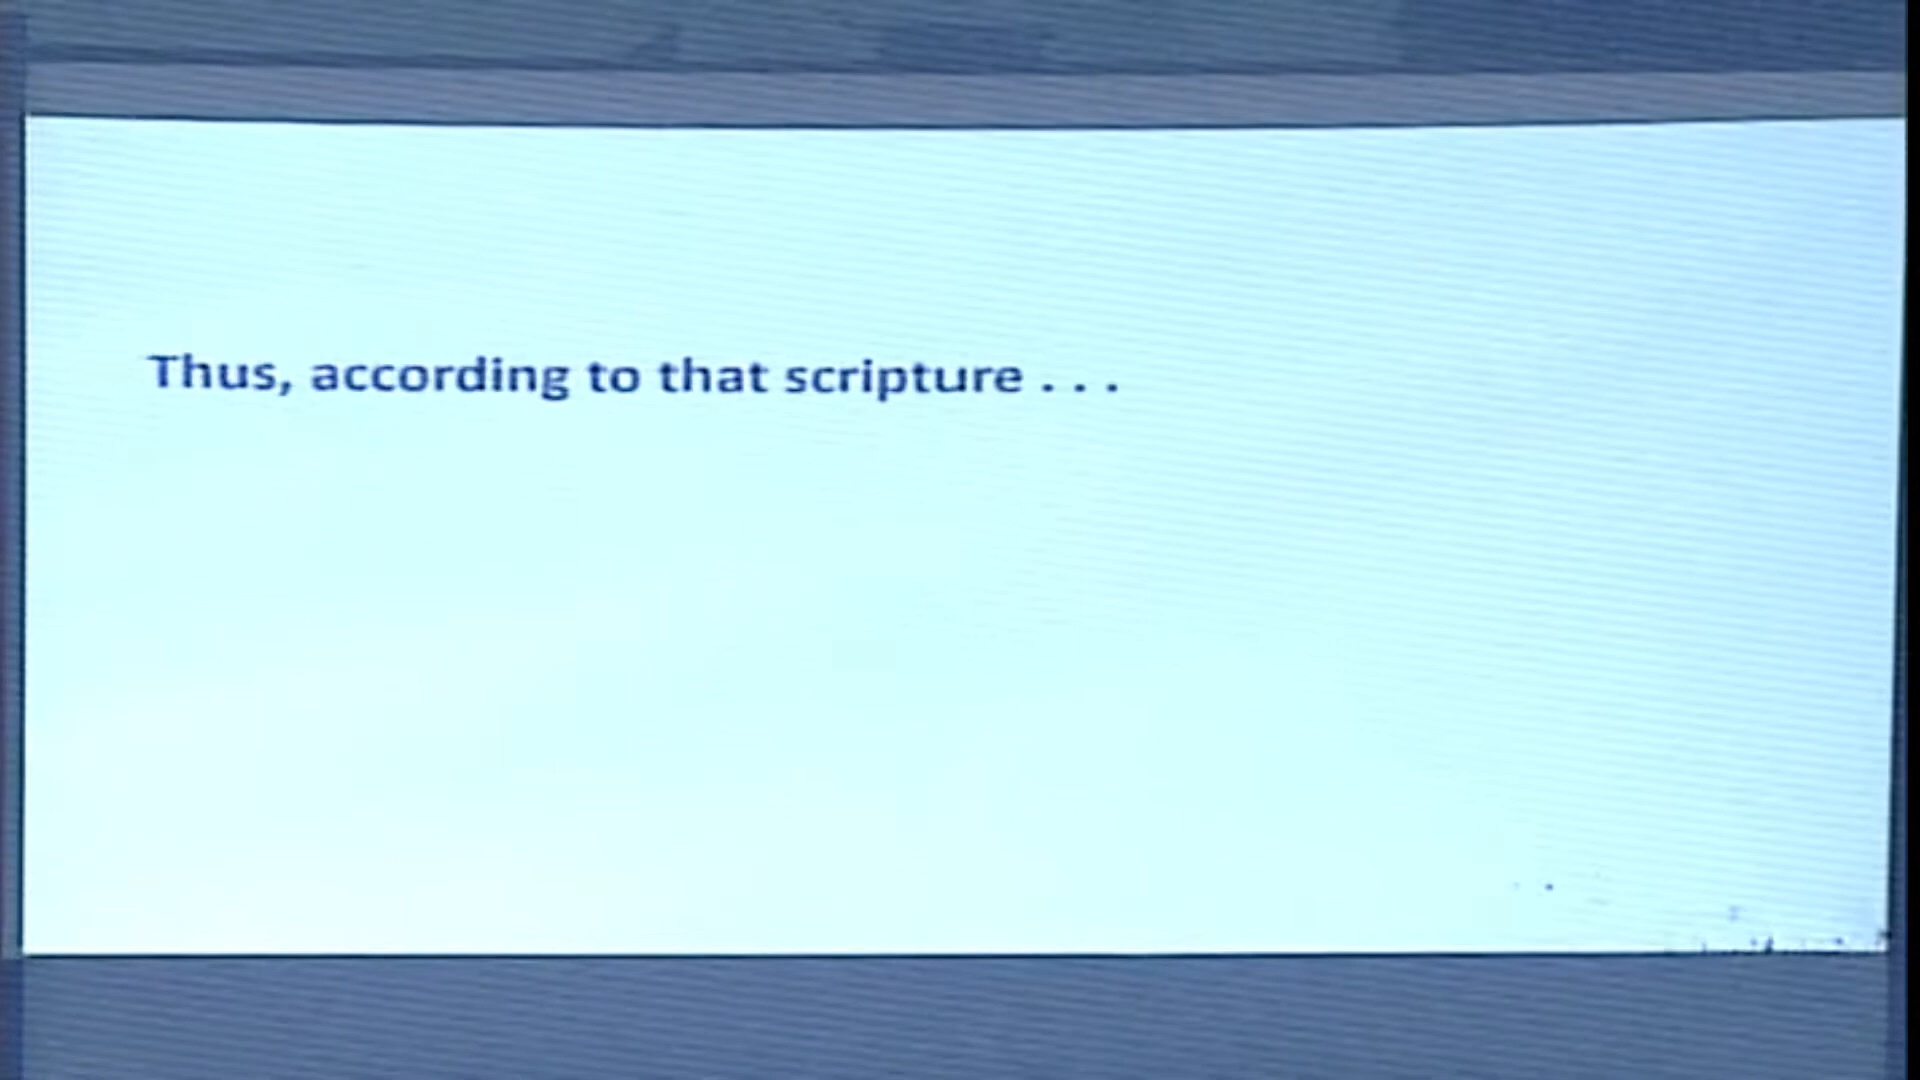 Thus, according to that scripture . . .